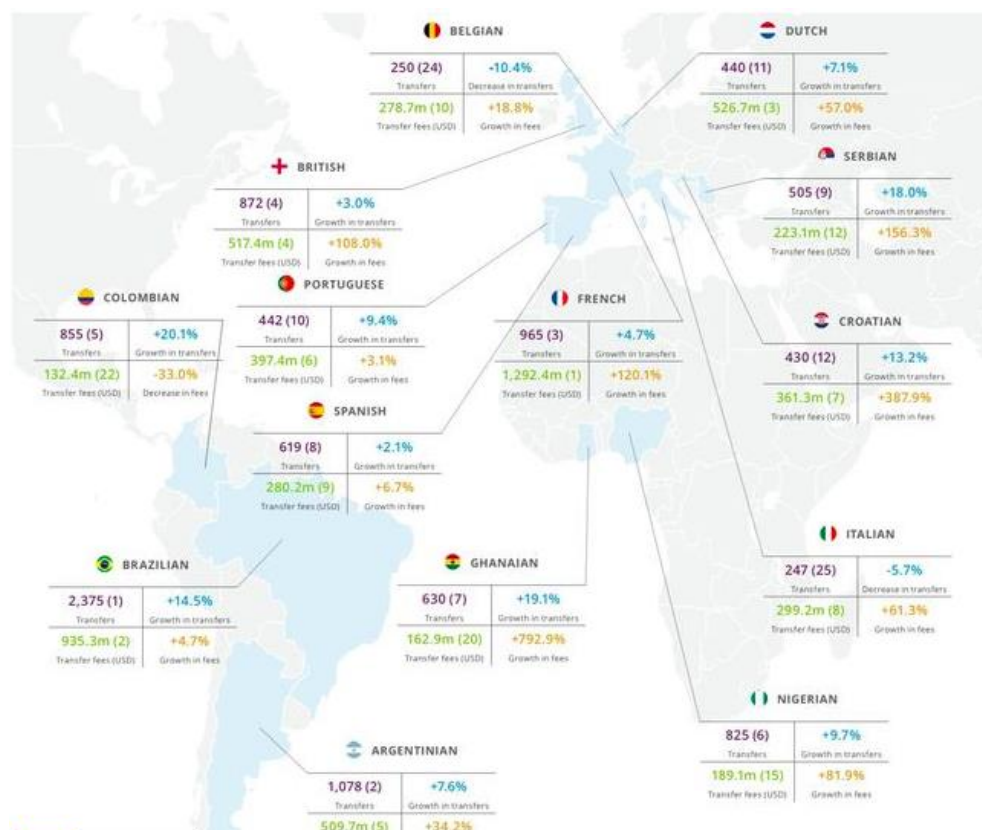 BELGIAN
250 (24) -10.4%
Transfers Decrease in transfers
278.7m (10) +18.8%
Transfer fees (USD) Growth in fees
DUTCH
440 (11) +7.1%
Transfers Growth in transfers
526.7m (3) +57.0%
Transfer fees (USD) Growth in fees
BRITISH
872 (4) +3.0%
Transfers Growth in transfers
517.4m (4) +108.0%
Transfer fees (USD) Growth in fees
SERBIAN
505 (9) +18.0%
Transfers Growth in transfers
223.1m (12) +156.3%
Transfer fees (USD) Growth in fees
COLOMBIAN
855 (5) +20.1%
Transfers Growth in transfers
132.4m (22) -33.0%
Transfer fees (USD) Decrease in fees
PORTUGUESE
442 (10) +9.4%
Transfers Growth in transfers
397.4m (6) +3.1%
Transfer fees (USD) Growth in fees
FRENCH
965 (3) +4.7%
Transfers Growth in transfers
1,292.4m (1) +120.1%
Transfer fees (USD) Growth in fees
CROATIAN
430 (12) +13.2%
Transfers Growth in transfers
361.3m (7) +387.9%
Transfer fees (USD) Growth in fees
SPANISH
619 (8) +2.1%
Transfers Growth in transfers
280.2m (9) +6.7%
Transfer fees (USD) Growth in fees
BRAZILIAN
2,375 (1) +14.5%
Transfers Growth in transfers
935.3m (2) +4.7%
Transfer fees (USD) Growth in fees
GHANAIAN
630 (7) +19.1%
Transfers Growth in transfers
162.9m (20) +792.9%
Transfer fees (USD) Growth in fees
ITALIAN
247 (25) -5.7%
Transfers Decrease in transfers
299.2m (8) +61.3%
Transfer fees (USD) Growth in fees
NIGERIAN
825 (6) +9.7%
Transfers Growth in transfers
189.1m (15) +81.9%
Transfer fees (USD) Growth in fees
ARGENTINIAN
1,078 (2) +7.6%
Transfers Growth in transfers
509.7m (5) +34.2%